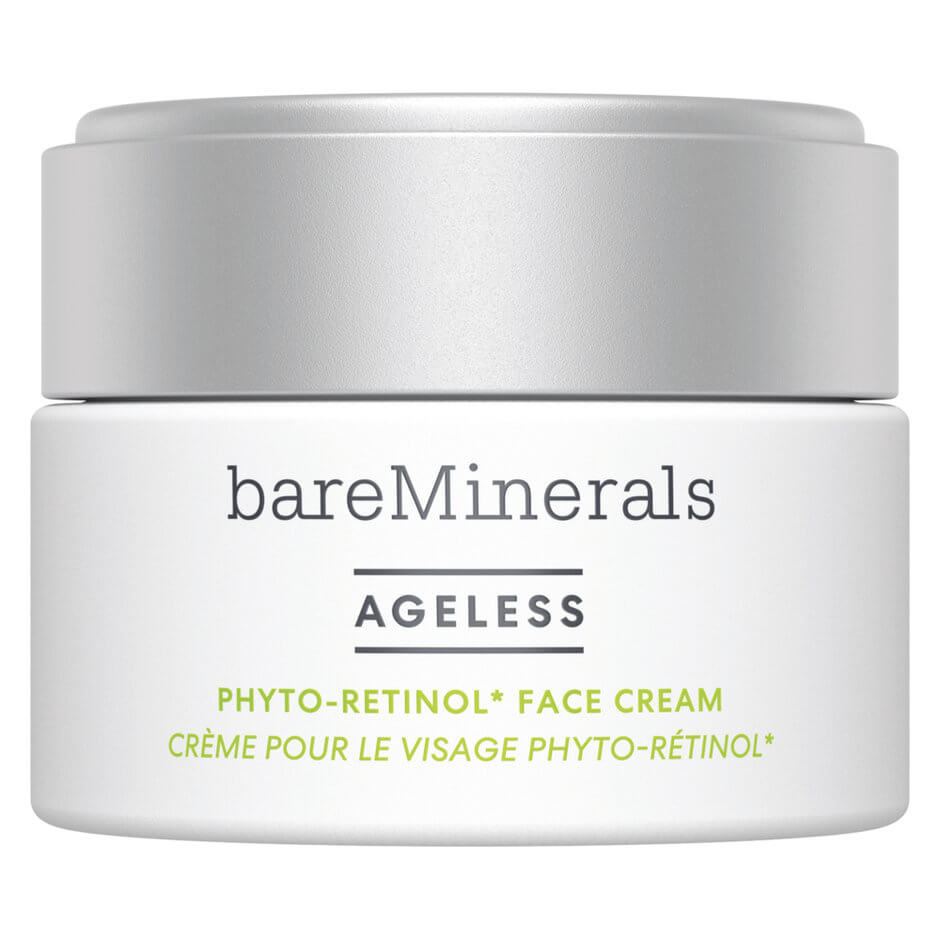 bareMinerals
AGELESS
PHYTO-RETINOL* FACE CREAM
CRÈME POUR LE VISAGE PHYTO-RÉTINOL*